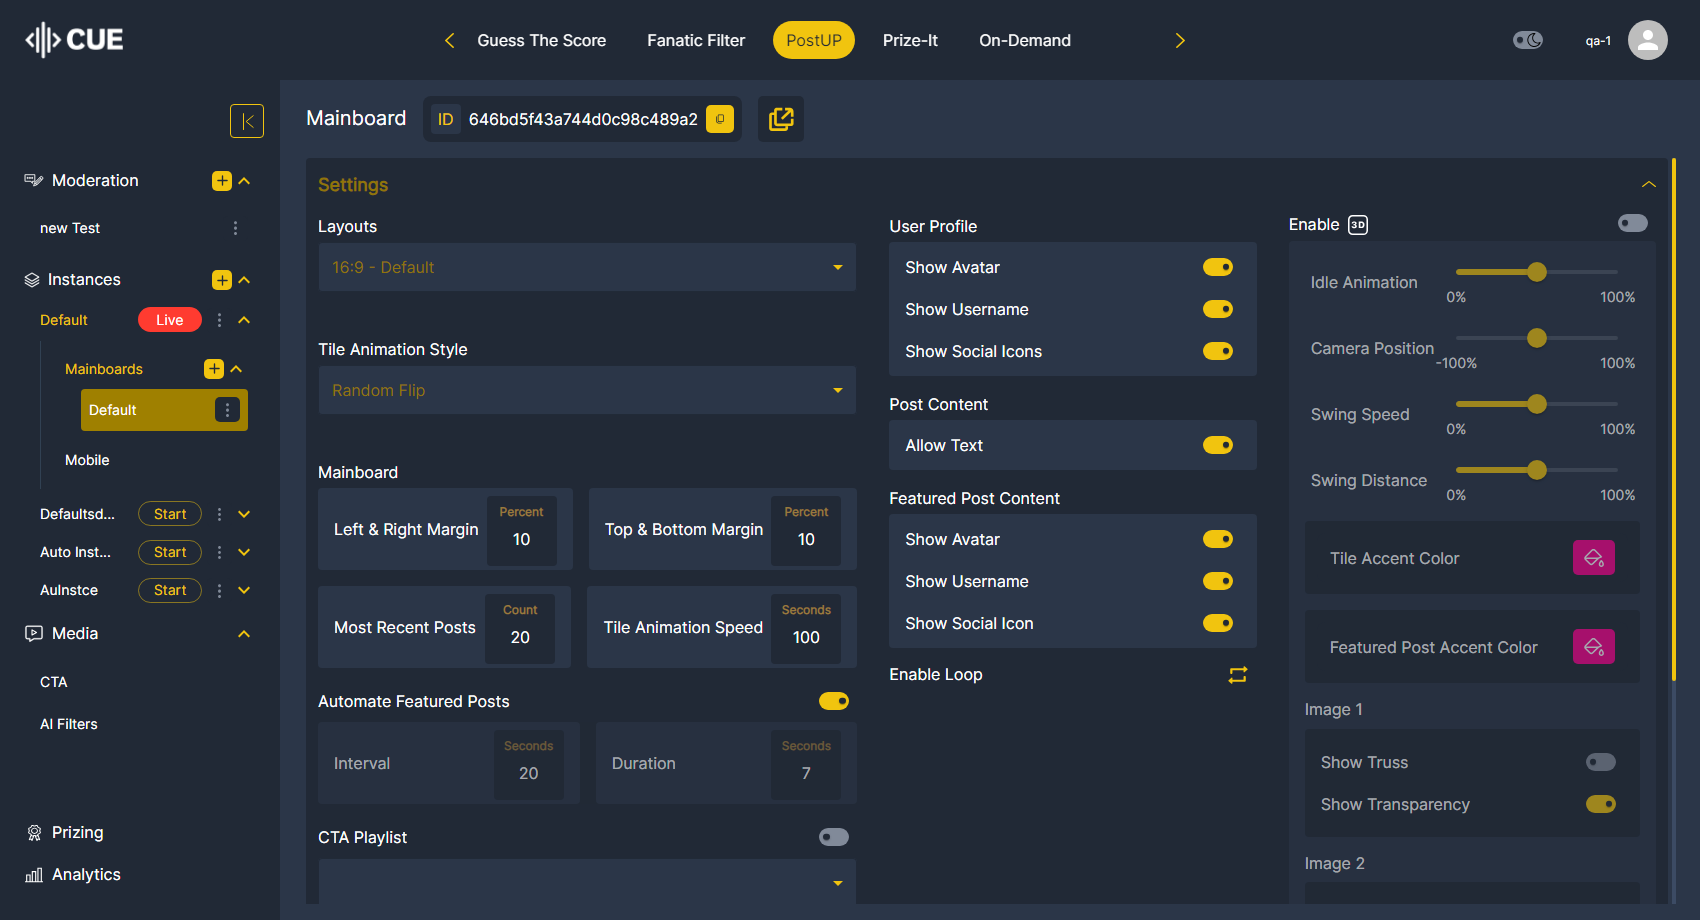 CUE
Guess The Score
Fanatic Filter
PostUP
Prize-It
On-Demand
qa-1
Moderation
new Test
Instances
Default
Live
Mainboards
Default
Mobile
Defaultsd...
Start
Auto Inst...
Start
AuInstce
Start
Media
CTA
AI Filters
Prizing
Analytics
Mainboard
ID 646bd5f43a744d0c98c489a2
Settings
Layouts
16:9 - Default
Tile Animation Style
Random Flip
Mainboard
Left & Right Margin
Percent
10
Top & Bottom Margin
Percent
10
Most Recent Posts
Count
20
Tile Animation Speed
Seconds
100
Automate Featured Posts
Interval
Seconds
20
Duration
Seconds
7
CTA Playlist
User Profile
Show Avatar
Show Username
Show Social Icons
Post Content
Allow Text
Featured Post Content
Show Avatar
Show Username
Show Social Icon
Enable Loop
Enable 3D
Idle Animation
0%
100%
Camera Position
-100%
100%
Swing Speed
0%
100%
Swing Distance
0%
100%
Tile Accent Color
Featured Post Accent Color
Image 1
Show Truss
Show Transparency
Image 2